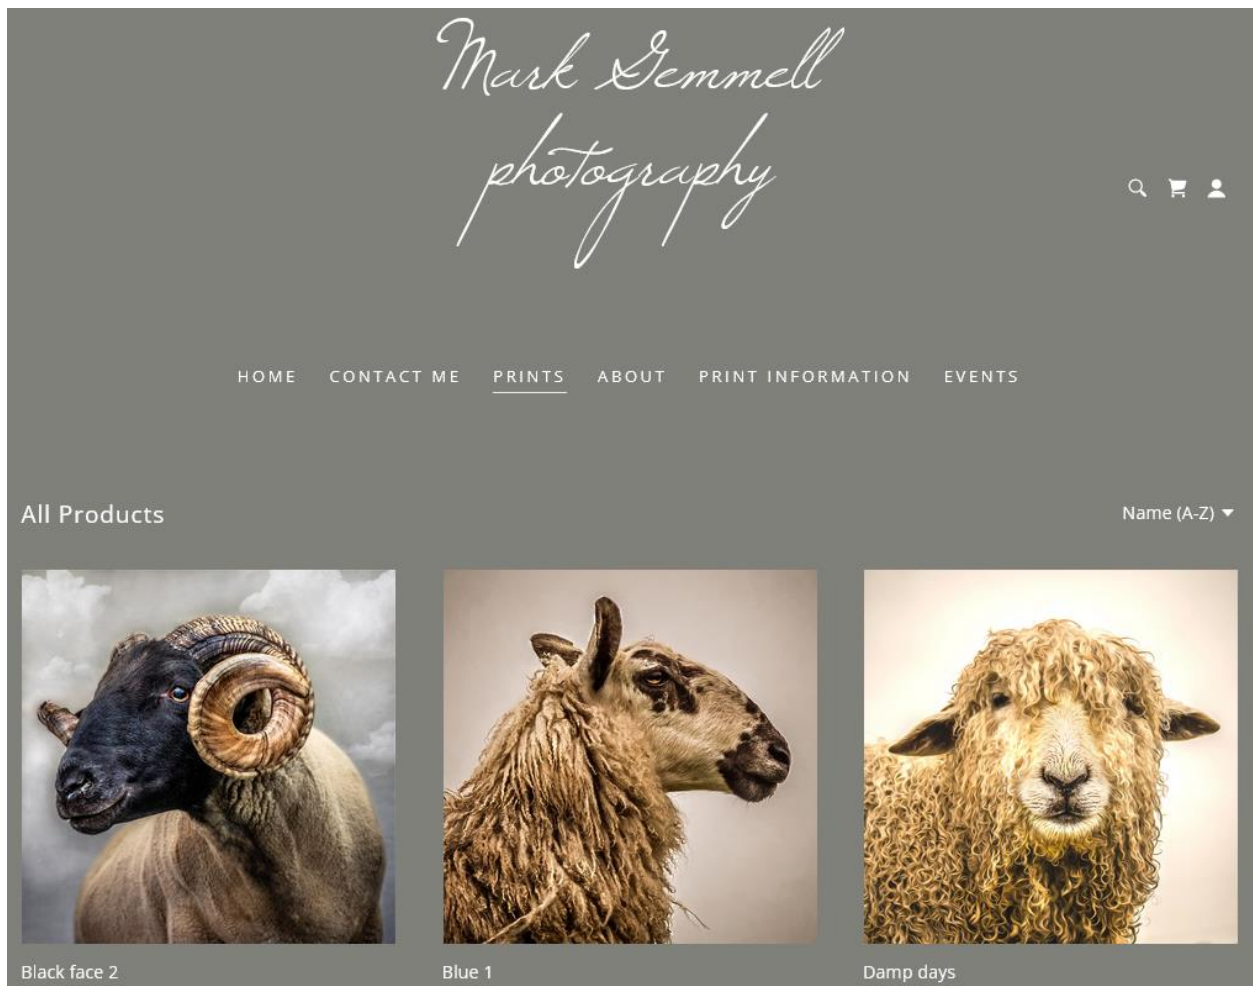 Mark Gemmell
photography
HOME CONTACT ME PRINTS ABOUT PRINT INFORMATION EVENTS
All Products
Name (A-Z)
Black face 2
Blue 1
Damp days